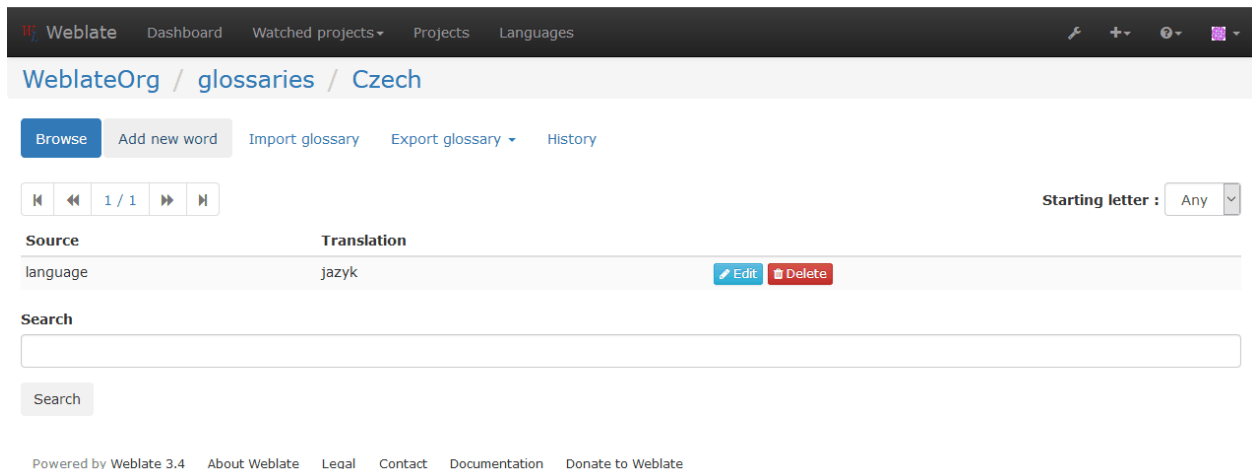 Weblate Dashboard Watched projects Projects Languages
WeblateOrg / glossaries / Czech
Browse Add new word Import glossary Export glossary History
1 / 1 Starting letter : Any
Source Translation
language jazyk Edit Delete
Search
Search
Powered by Weblate 3.4 About Weblate Legal Contact Documentation Donate to Weblate